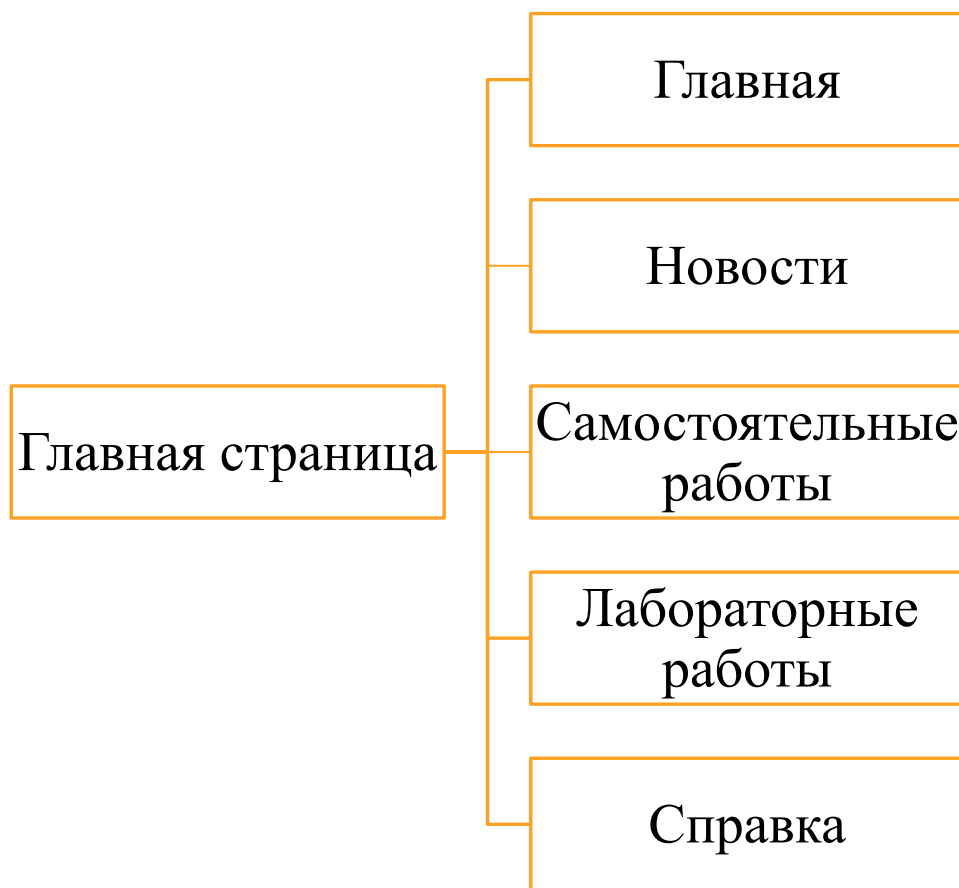 Главная
Новости
Главная страница
Самостоятельные
работы
Лабораторные
работы
Справка